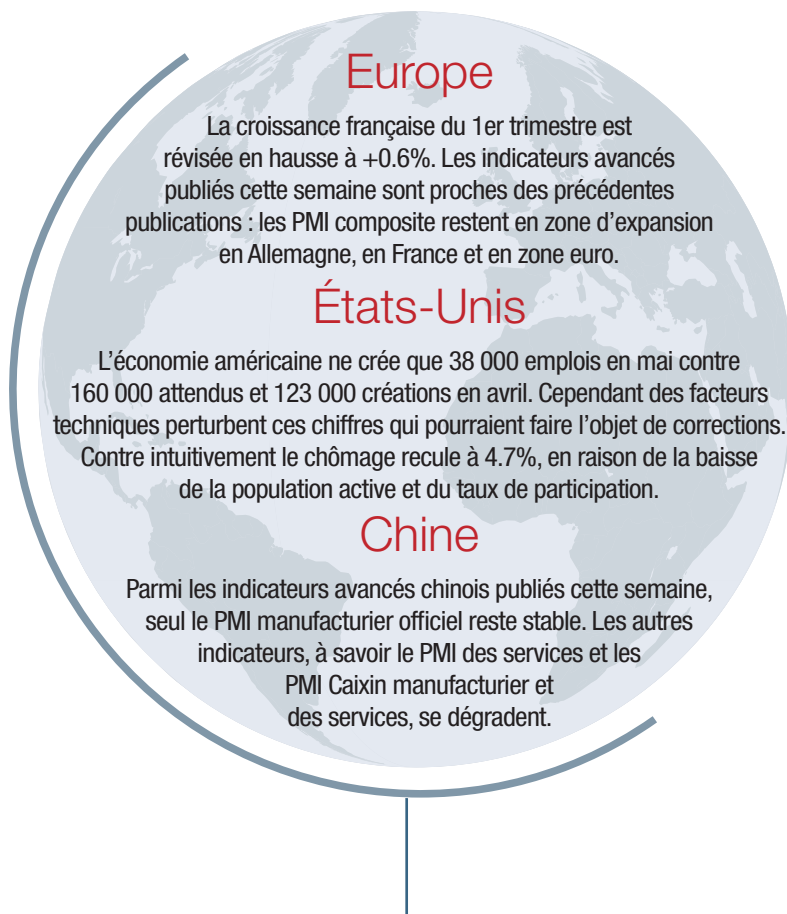 Europe
La croissance française du 1er trimestre est
révisée en hausse à +0.6%. Les indicateurs avancés
publiés cette semaine sont proches des précédentes
publications : les PMI composite restent en zone d’expansion
en Allemagne, en France et en zone euro.
États-Unis
L’économie américaine ne crée que 38 000 emplois en mai contre
160 000 attendus et 123 000 créations en avril. Cependant des facteurs
techniques perturbent ces chiffres qui pourraient faire l’objet de corrections.
Contre intuitivement le chômage recule à 4.7%, en raison de la baisse
de la population active et du taux de participation.
Chine
Parmi les indicateurs avancés chinois publiés cette semaine,
seul le PMI manufacturier officiel reste stable. Les autres
indicateurs, à savoir le PMI des services et les
PMI Caixin manufacturier et
des services, se dégradent.